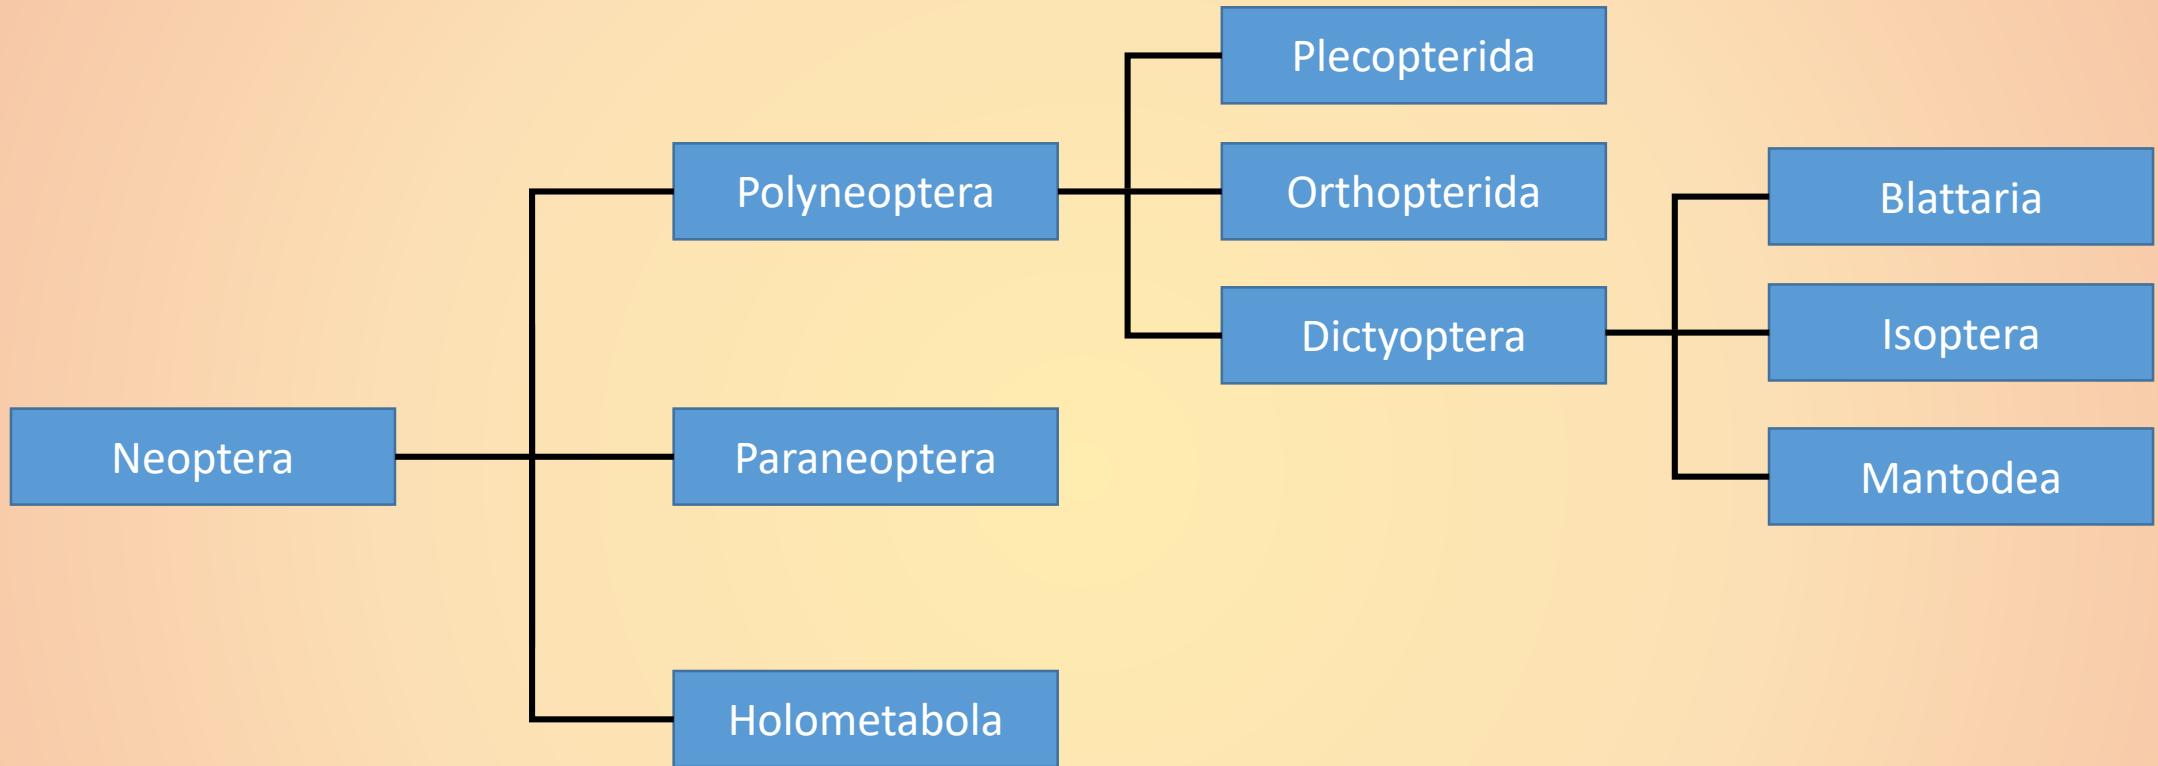 Plecopterida
Polyneoptera
Orthopterida
Blattaria
Dictyoptera
Isoptera
Neoptera
Paraneoptera
Mantodea
Holometabola